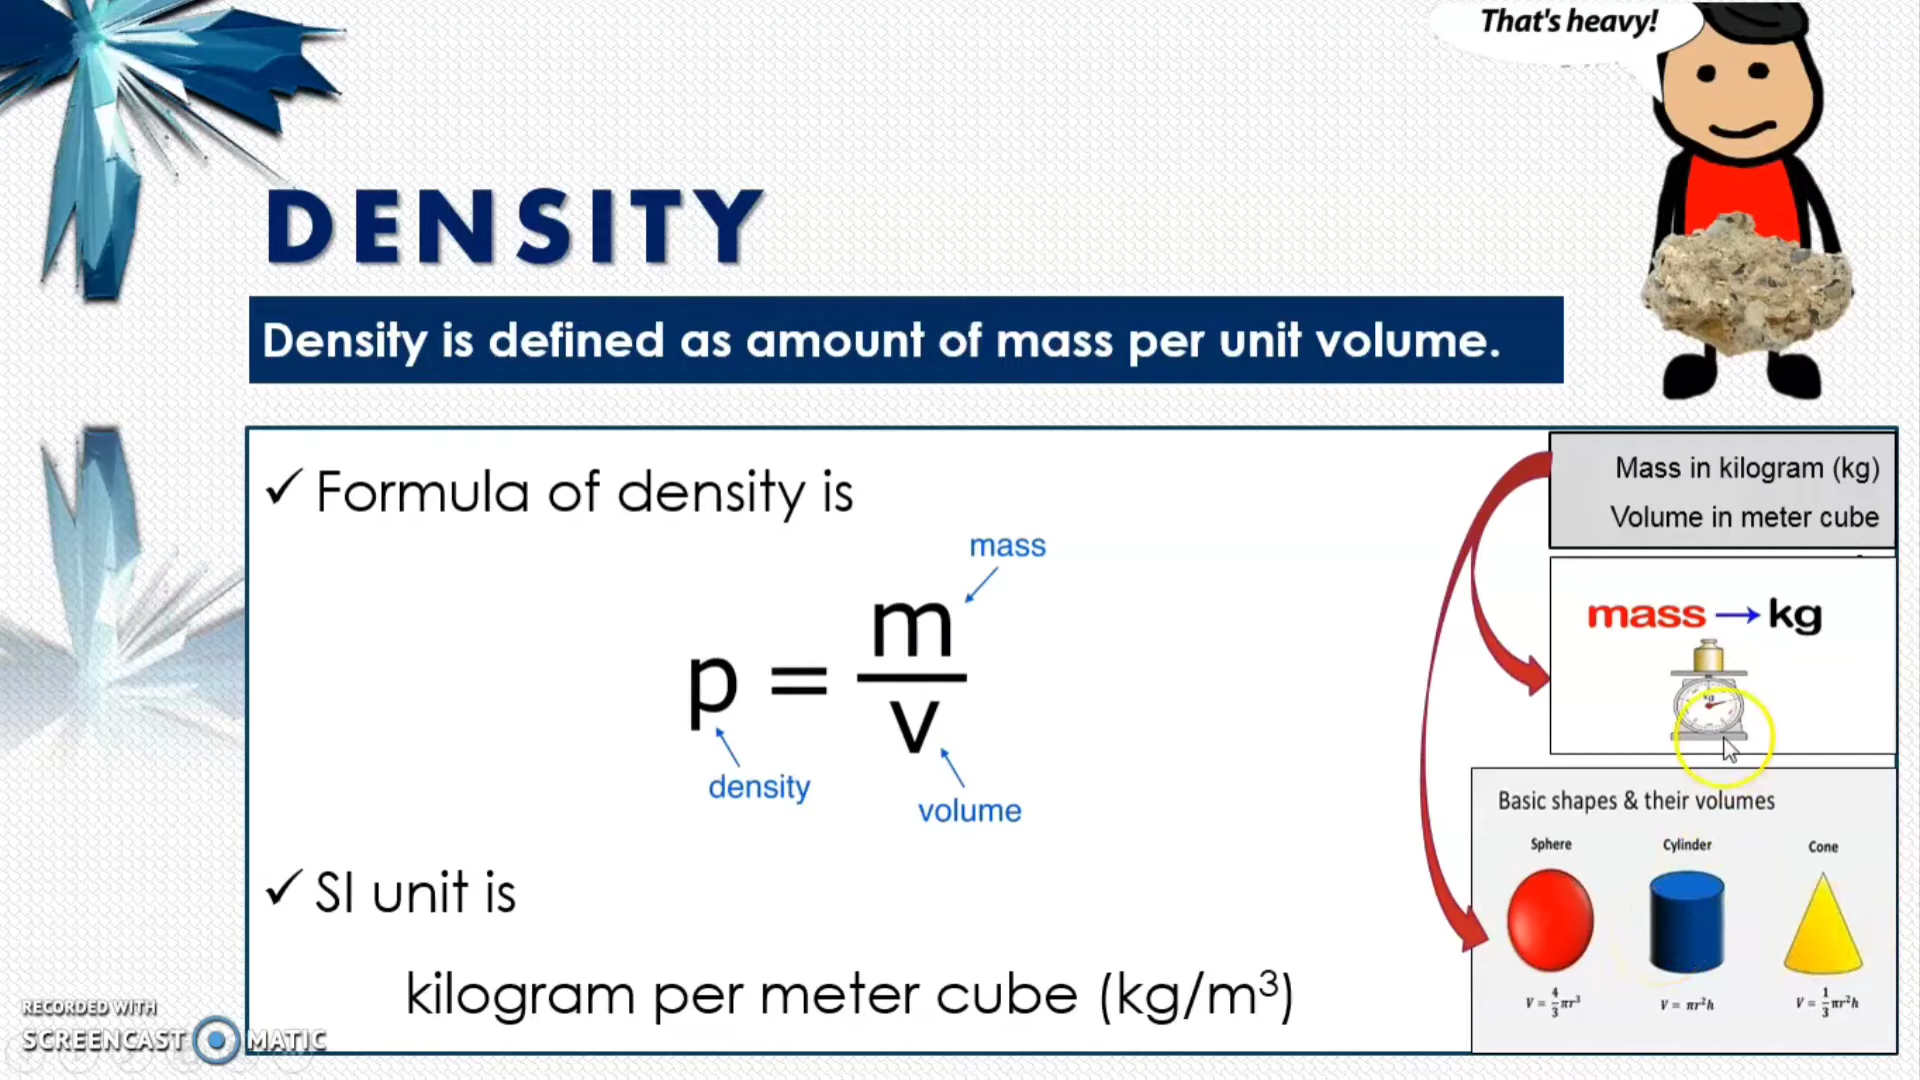 That's heavy!
DENSITY
Density is defined as amount of mass per unit volume.
✓ Formula of density is
mass
p = m/v
density
volume
✓ SI unit is
kilogram per meter cube (kg/m³)
Mass in kilogram (kg)
Volume in meter cube
mass → kg
kg
Basic shapes & their volumes
Sphere Cylinder Cone
V = 4/3 πr³ V = πr²h V = 1/3 πr²h
RECORDED WITH
SCREENCAST MATIC